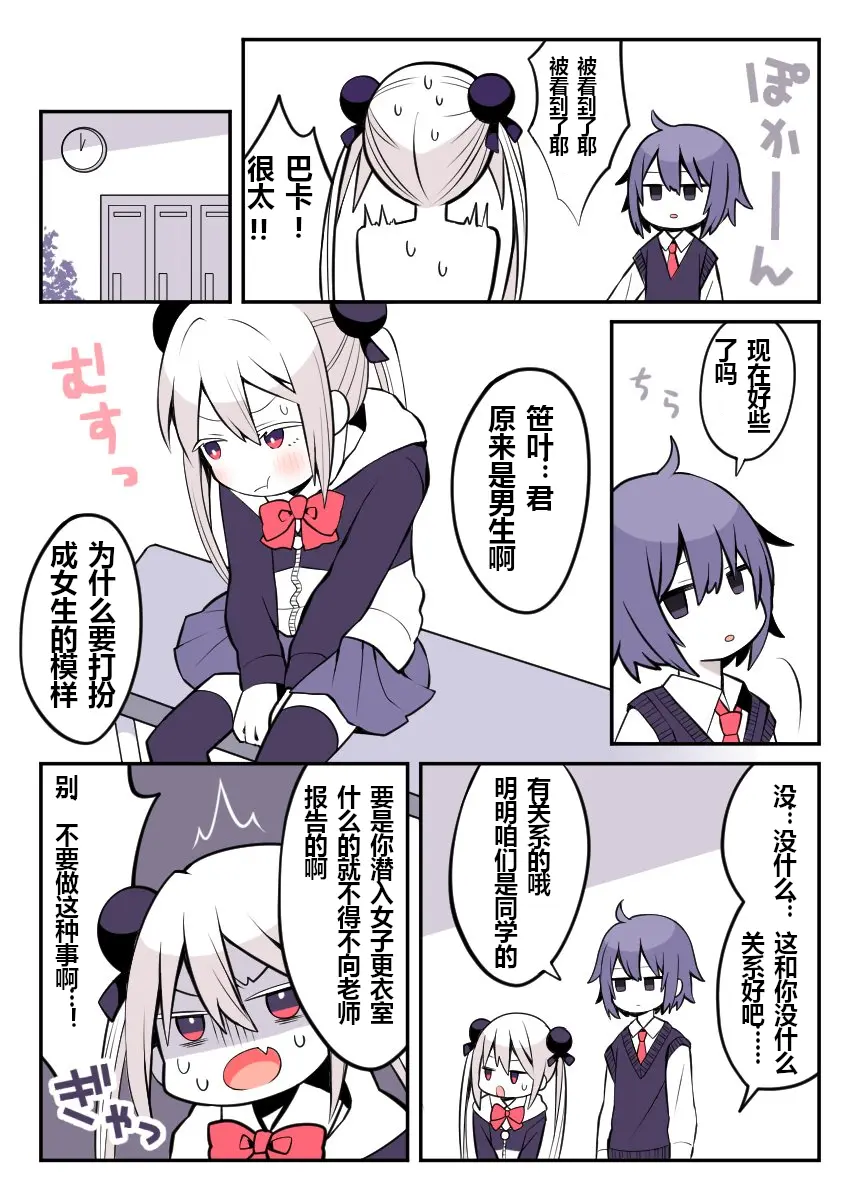 ぽかーん
被看到了耶
被看到了耶
巴卡！
很太!!
现在好些
了吗
ちら
笹叶…君
原来是男生啊
むすっ
为什么要打扮
成女生的模样
没…没什么… 这和你没什么
关系好吧……
有关系的哦
明明咱们是同学的
要是你潜入女子更衣室
什么的就不得不向老师
报告的啊
别 不要做这种事啊…!
ぎゃっ